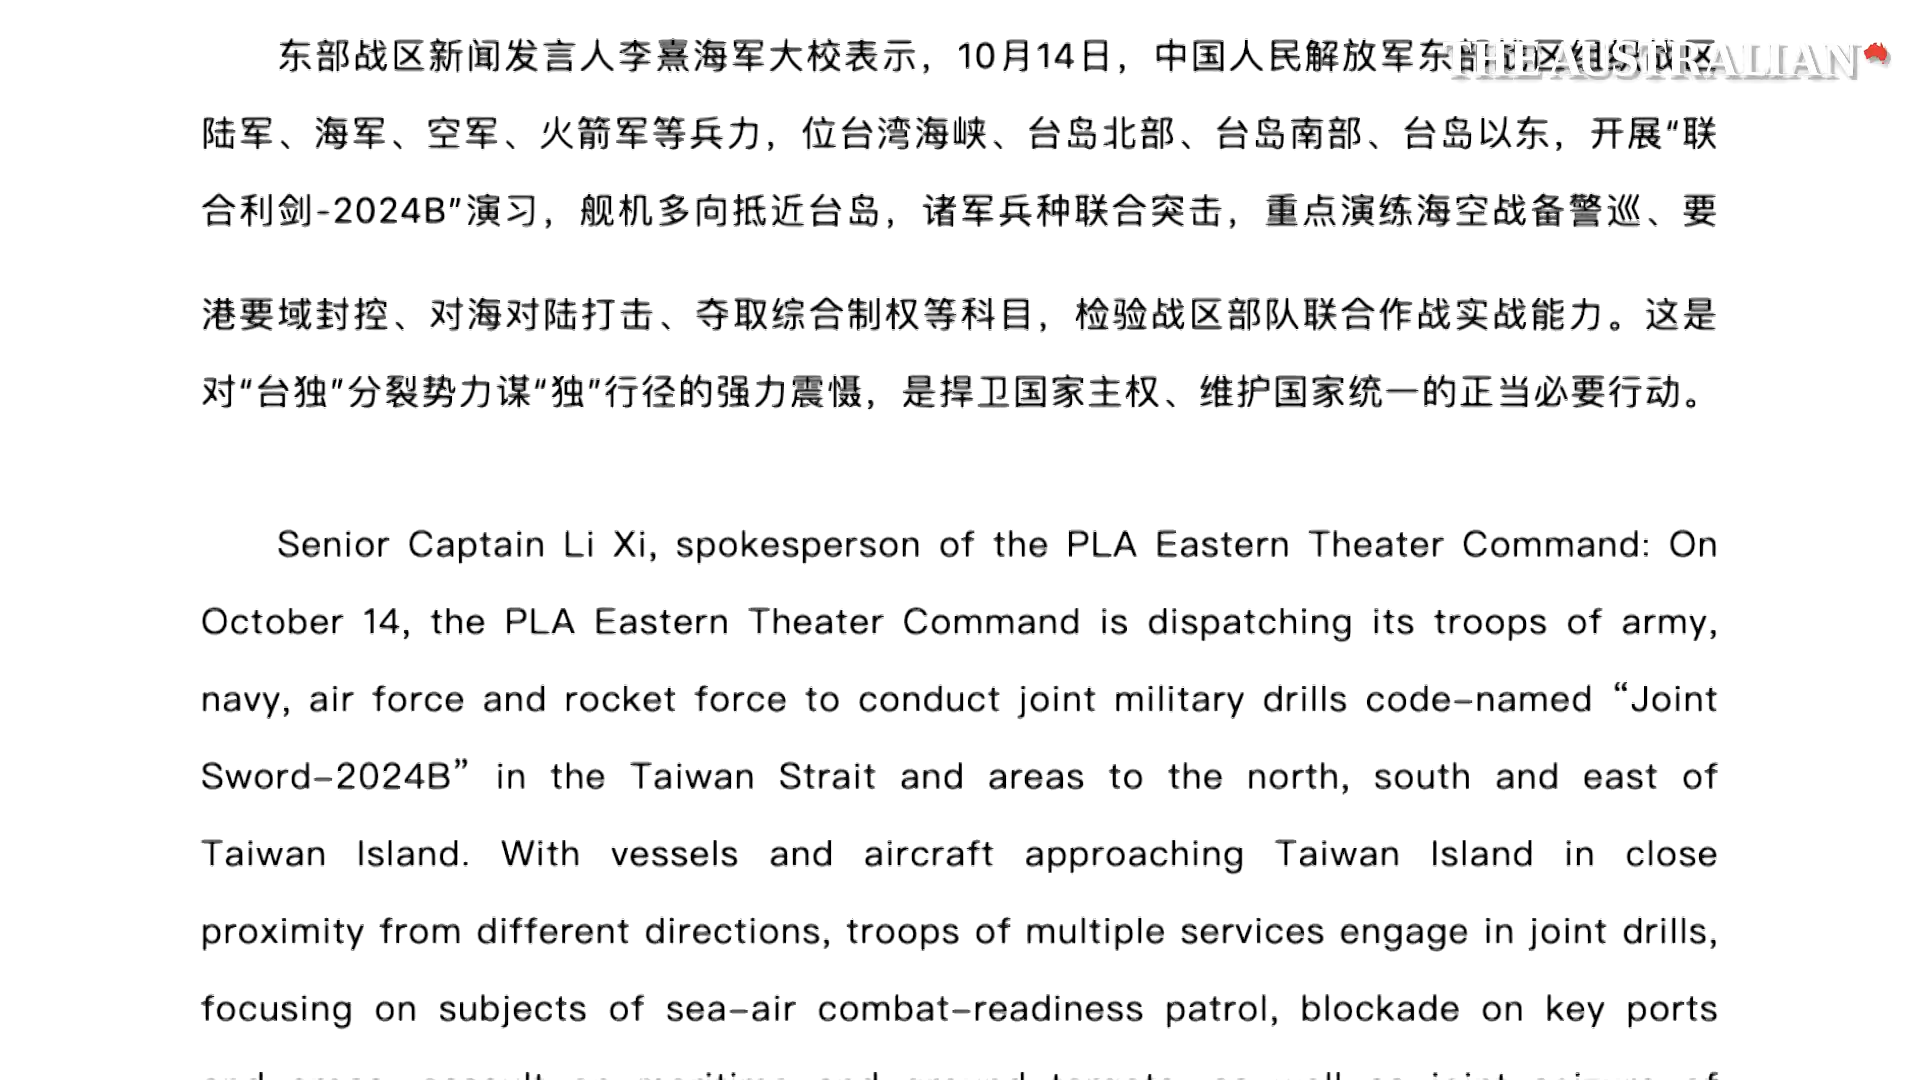 东部战区新闻发言人李熹海军大校表示，10月14日，中国人民解放军东部战区组织战区
THE AUSTRALIAN
陆军、海军、空军、火箭军等兵力，位台湾海峡、台岛北部、台岛南部、台岛以东，开展“联
合利剑-2024B”演习，舰机多向抵近台岛，诸军兵种联合突击，重点演练海空战备警巡、要
港要域封控、对海对陆打击、夺取综合制权等科目，检验战区部队联合作战实战能力。这是
对“台独”分裂势力谋“独”行径的强力震慑，是捍卫国家主权、维护国家统一的正当必要行动。
Senior Captain Li Xi, spokesperson of the PLA Eastern Theater Command: On
October 14, the PLA Eastern Theater Command is dispatching its troops of army,
navy, air force and rocket force to conduct joint military drills code–named “Joint
Sword–2024B” in the Taiwan Strait and areas to the north, south and east of
Taiwan Island. With vessels and aircraft approaching Taiwan Island in close
proximity from different directions, troops of multiple services engage in joint drills,
focusing on subjects of sea–air combat–readiness patrol, blockade on key ports